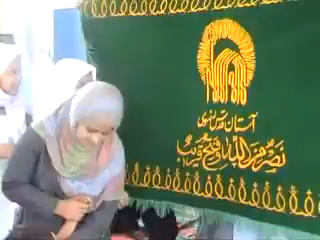 آستان قدس رضوی
نصر من الله و فتح قریب